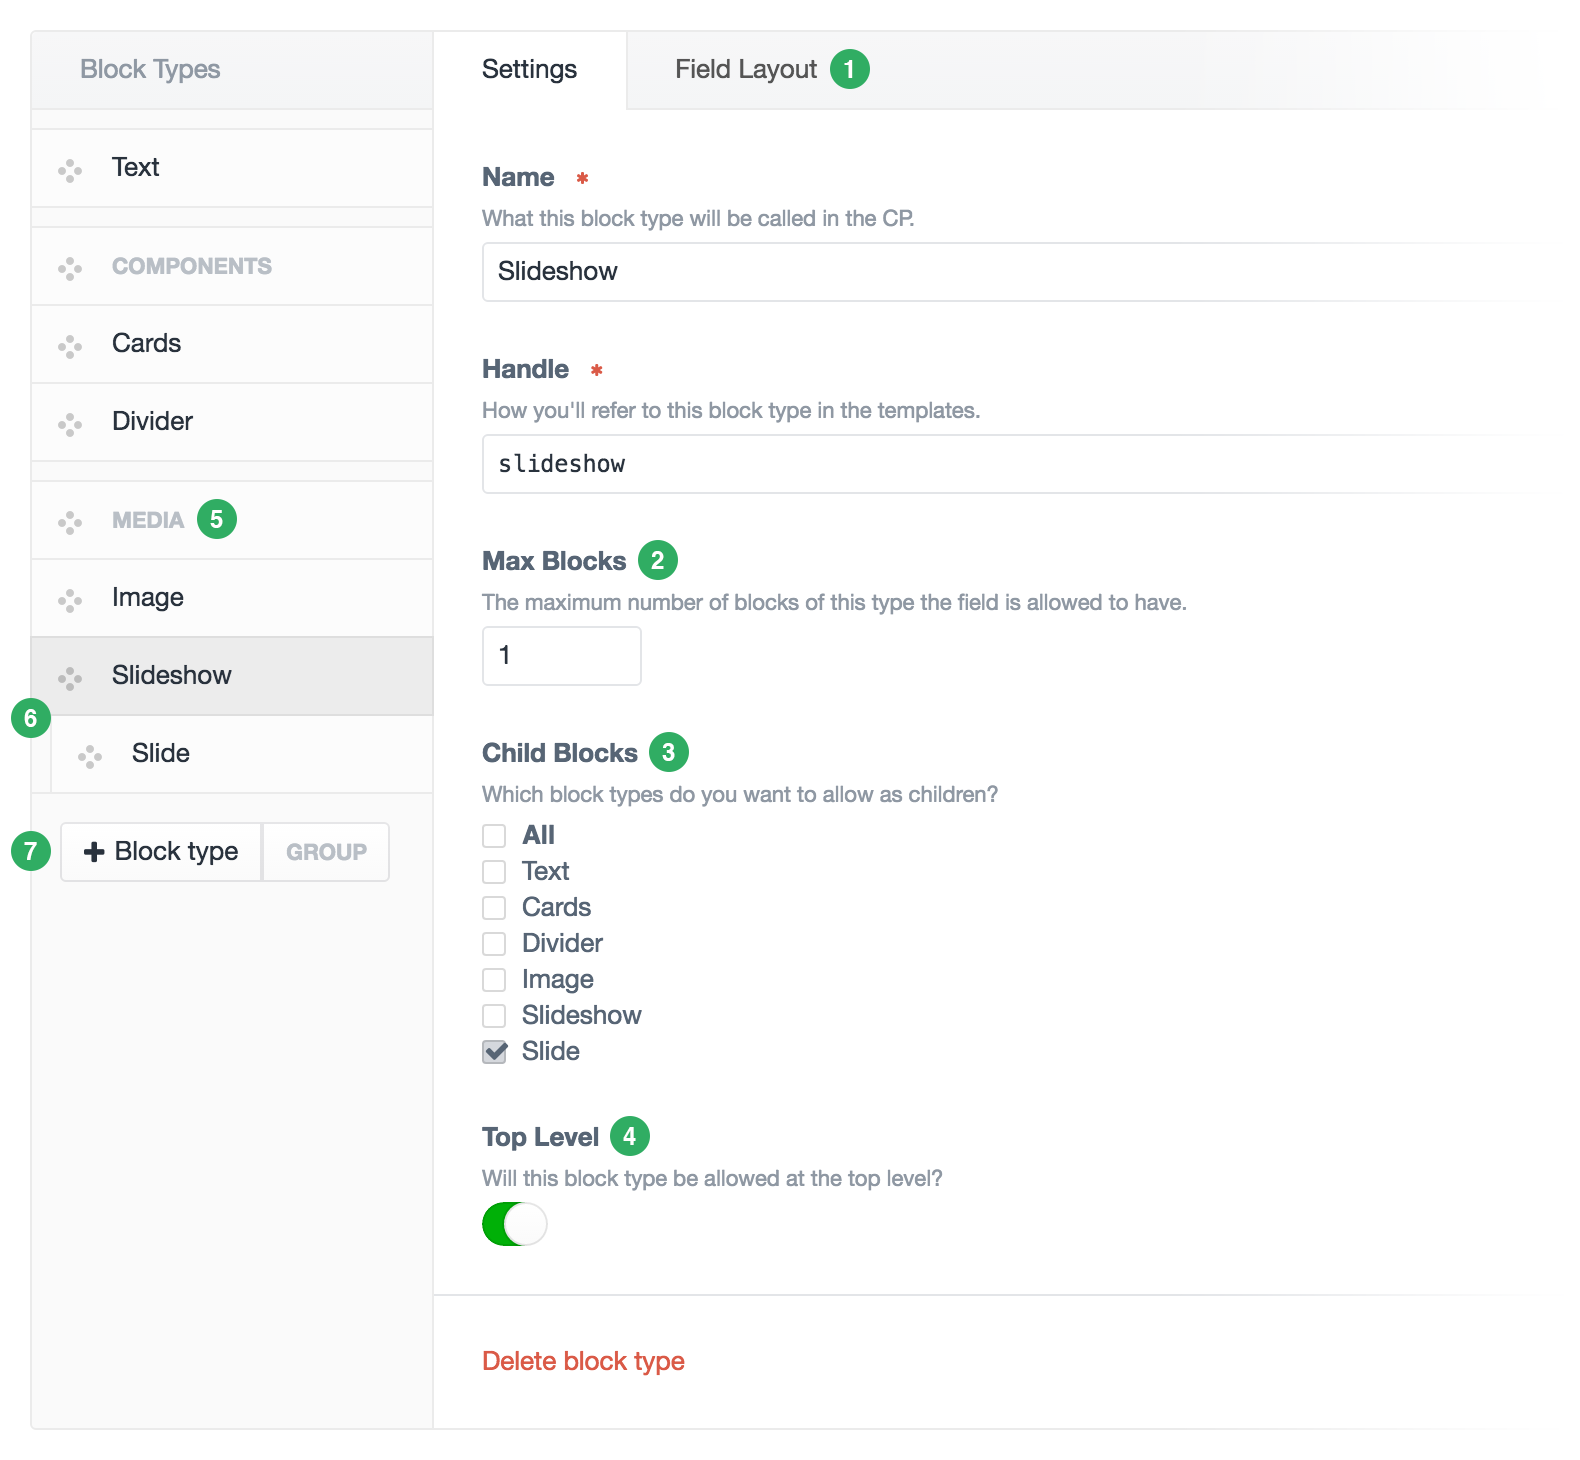 Block Types
Text
COMPONENTS
Cards
Divider
MEDIA 5
Image
Slideshow
6
Slide
7 Block type GROUP
Settings Field Layout 1
Name *
What this block type will be called in the CP.
Slideshow
Handle *
How you'll refer to this block type in the templates.
slideshow
Max Blocks 2
The maximum number of blocks of this type the field is allowed to have.
1
Child Blocks 3
Which block types do you want to allow as children?
All
Text
Cards
Divider
Image
Slideshow
Slide
Top Level 4
Will this block type be allowed at the top level?
Delete block type